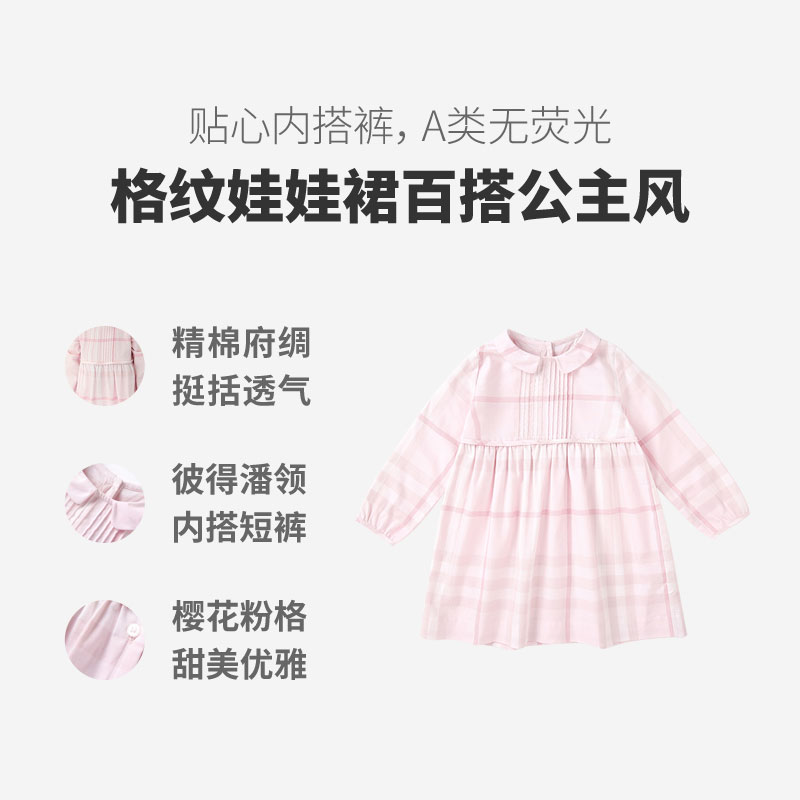 贴心内搭裤，A类无荧光
格纹娃娃裙百搭公主风
精棉府绸
挺括透气
彼得潘领
内搭短裤
樱花粉格
甜美优雅